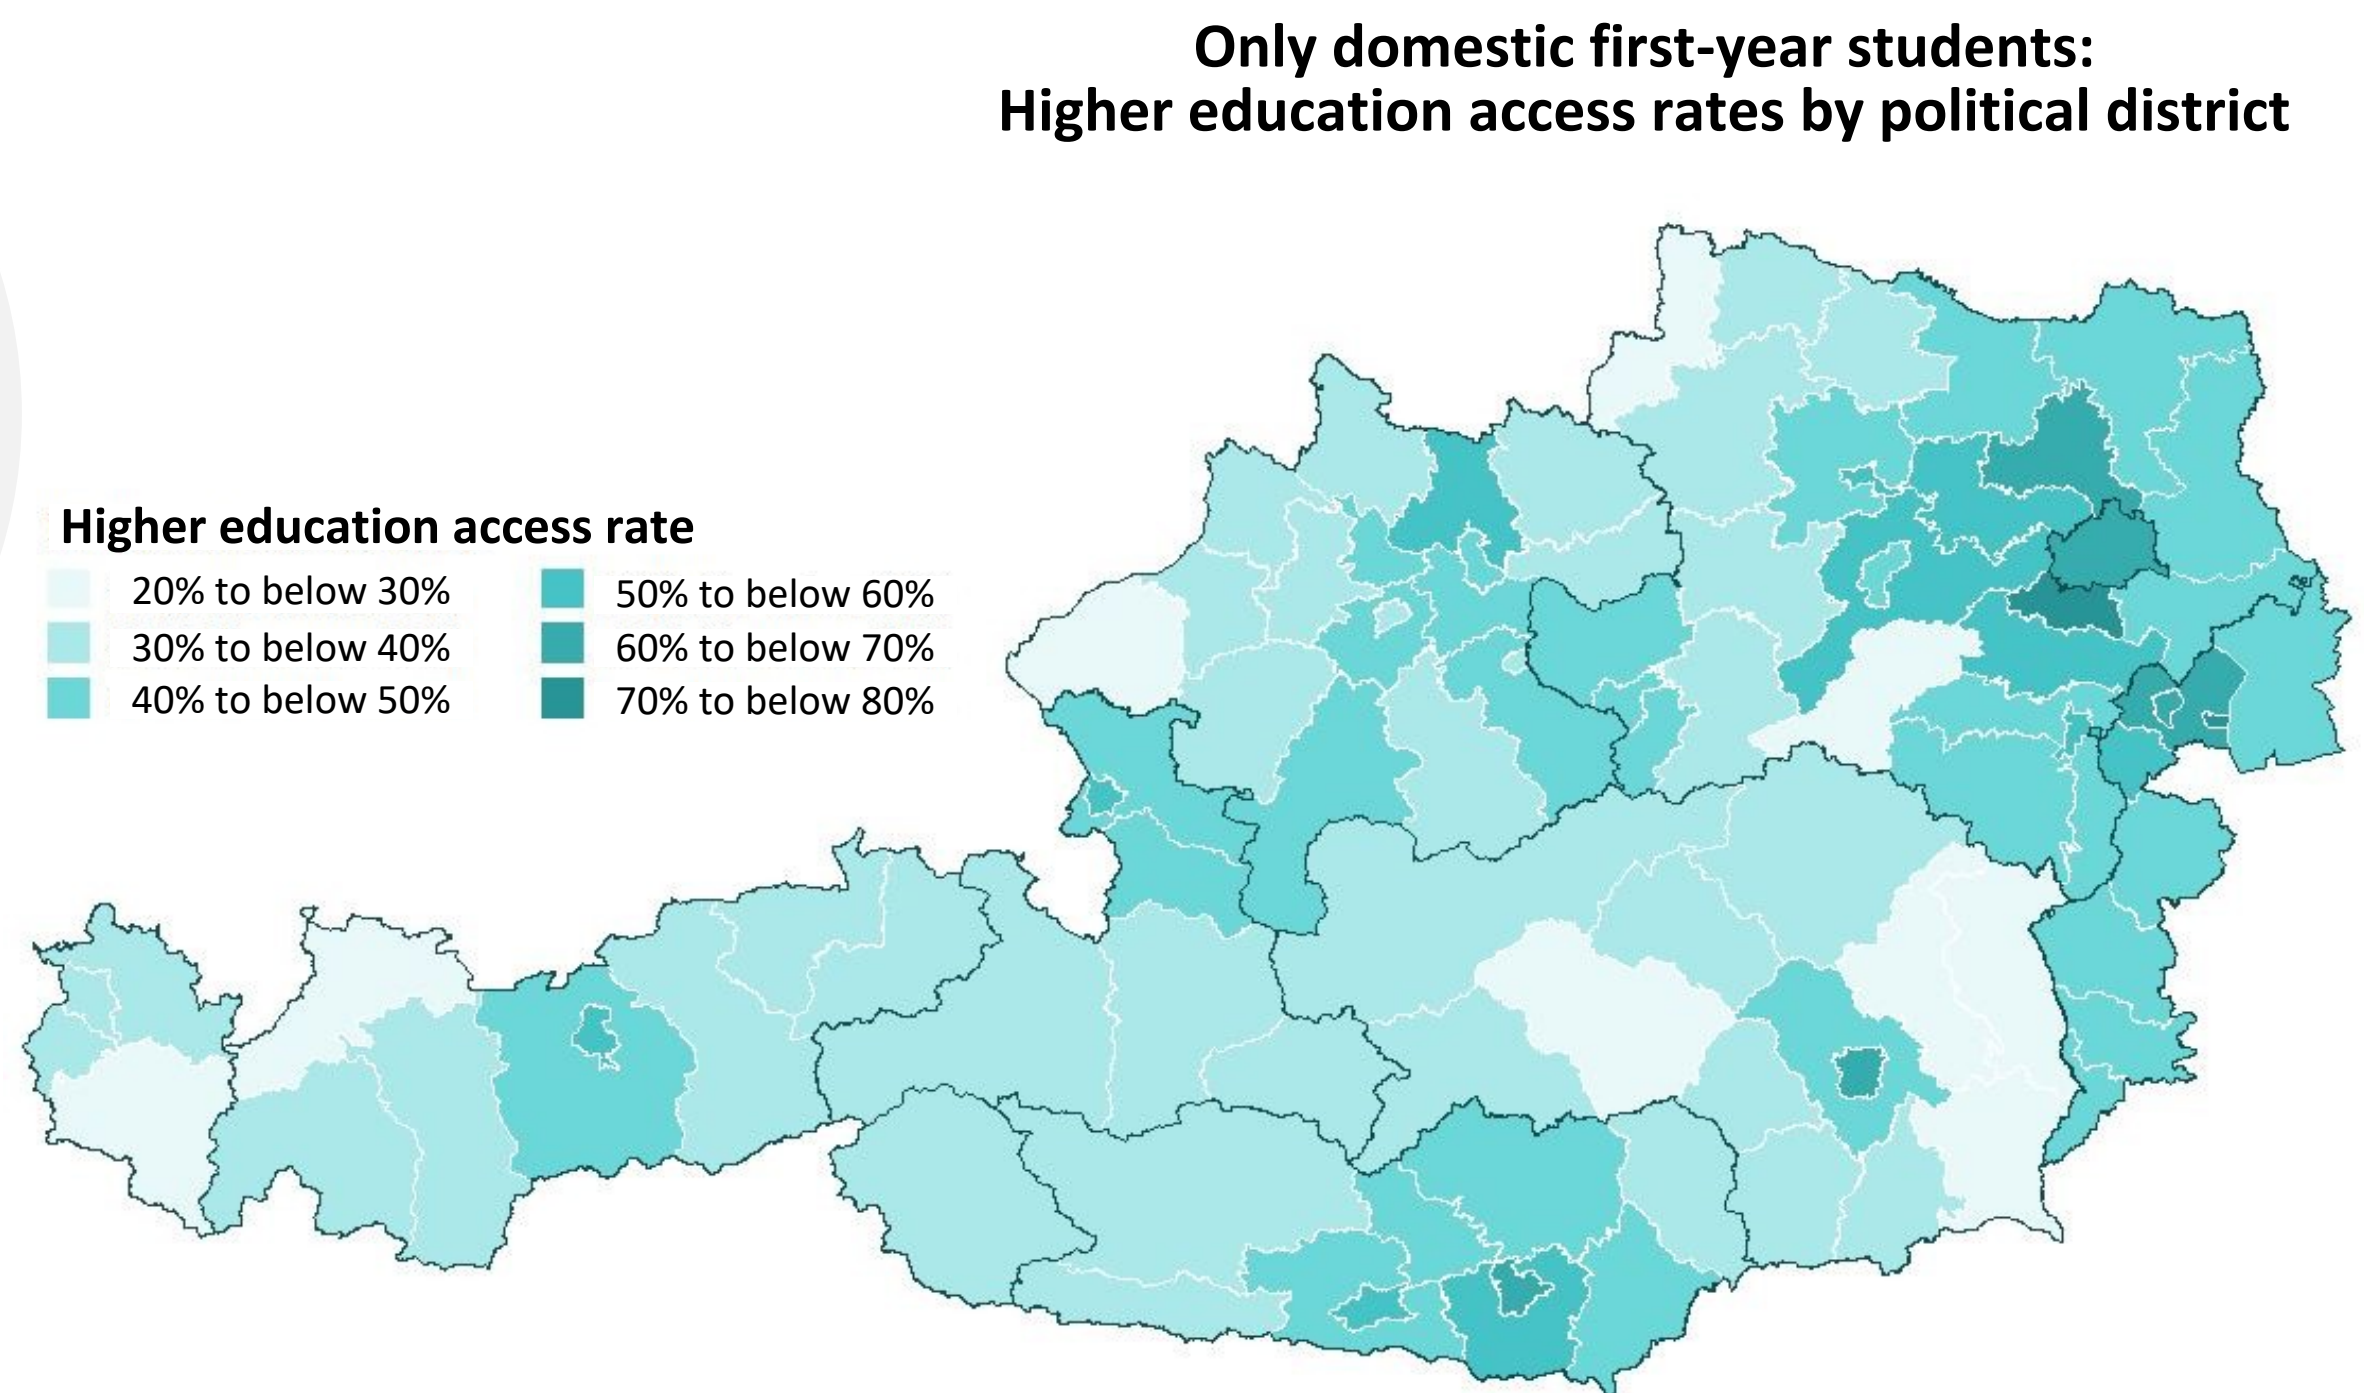 Only domestic first-year students:
Higher education access rates by political district
Higher education access rate
20% to below 30%
30% to below 40%
40% to below 50%
50% to below 60%
60% to below 70%
70% to below 80%